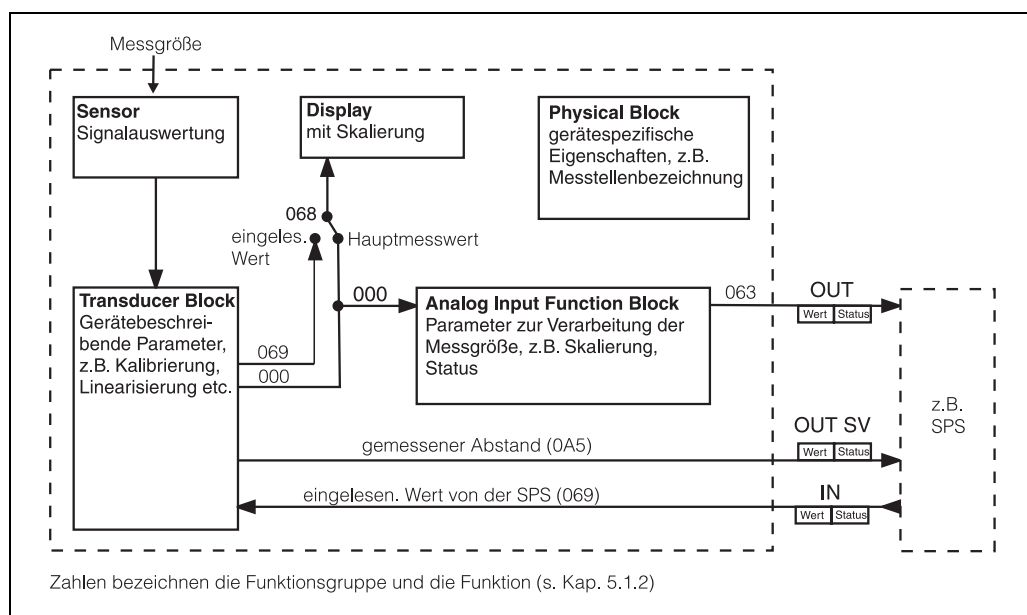 Messgröße
Sensor
Signalauswertung
Display
mit Skalierung
Physical Block
gerätespezifische
Eigenschaften, z.B.
Messtellenbezeichnung
068
eingeles.
Wert
Hauptmesswert
Transducer Block
Gerätebeschrei-
bende Parameter,
z.B. Kalibrierung,
Linearisierung etc.
069
000
000
Analog Input Function Block
Parameter zur Verarbeitung der
Messgröße, z.B. Skalierung,
Status
063
OUT
Wert Status
z.B.
SPS
gemessener Abstand (0A5)
OUT SV
Wert Status
eingelesen. Wert von der SPS (069)
IN
Wert Status
Zahlen bezeichnen die Funktionsgruppe und die Funktion (s. Kap. 5.1.2)